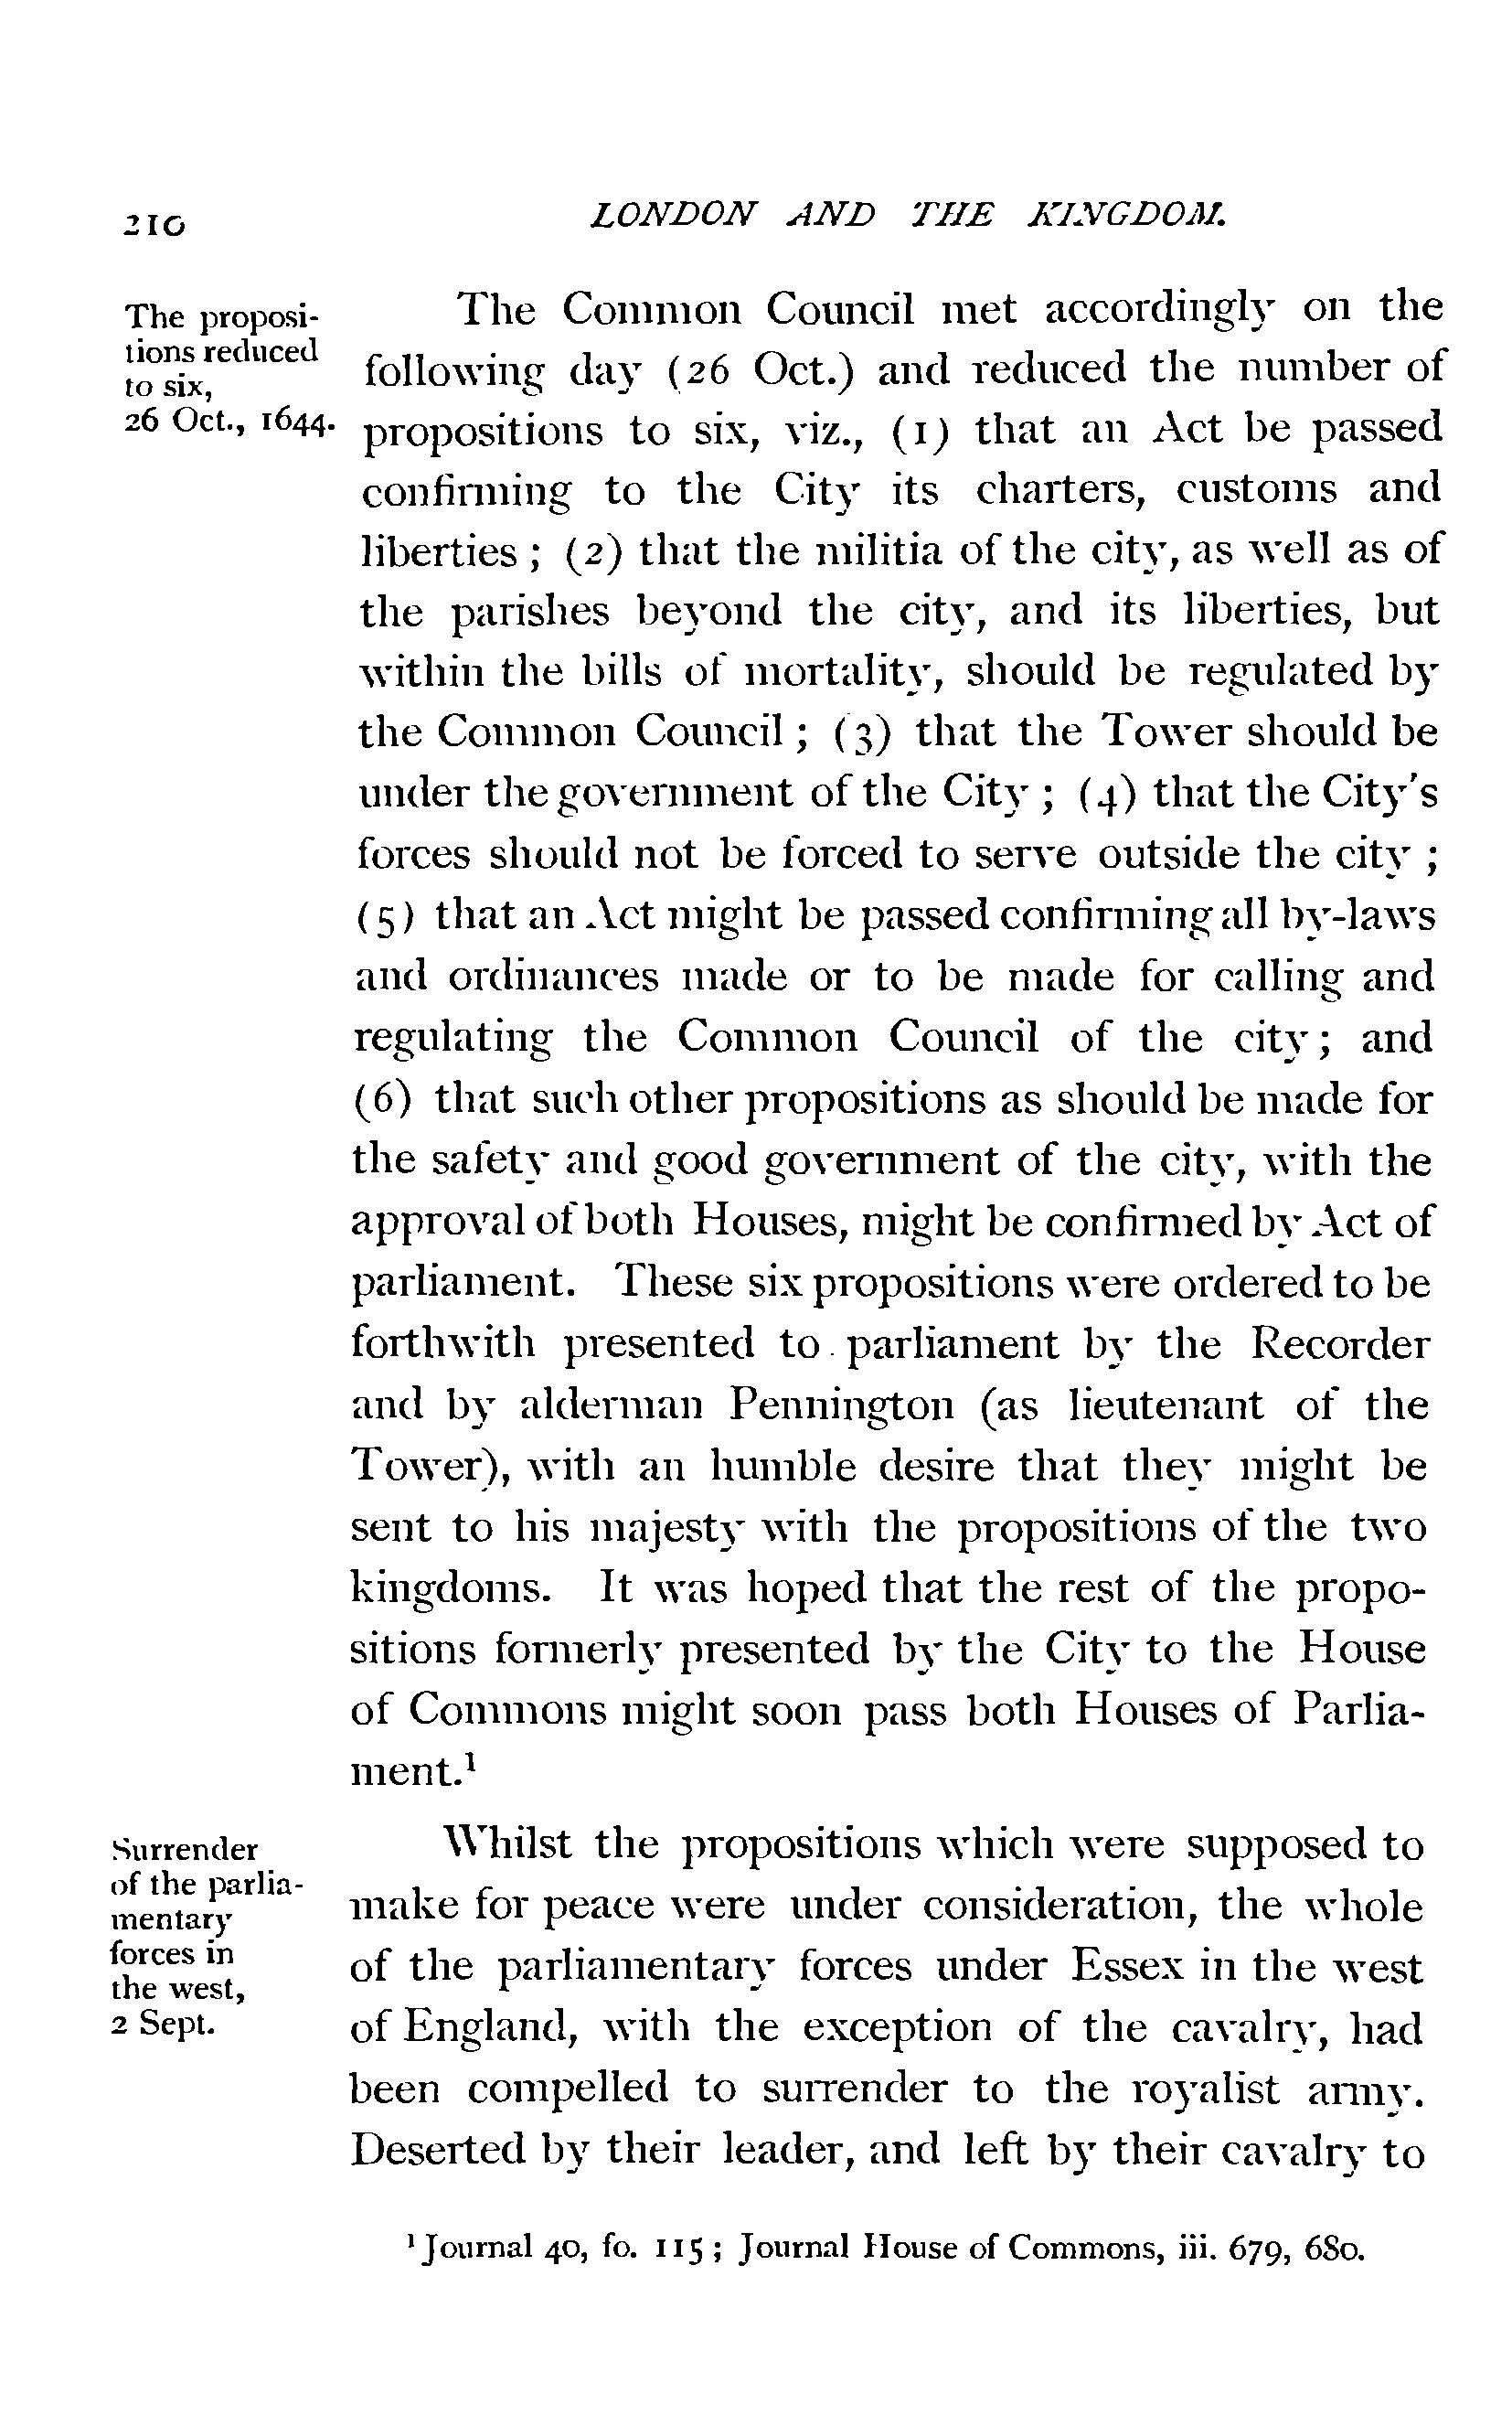 210
LONDON AND THE KINGDOM.
The proposi-
tions reduced
to six,
26 Oct., 1644.
The Common Council met accordingly on the
following day (26 Oct.) and reduced the number of
propositions to six, viz., (1) that an Act be passed
confirming to the City its charters, customs and
liberties ; (2) that the militia of the city, as well as of
the parishes beyond the city, and its liberties, but
within the bills of mortality, should be regulated by
the Common Council ; (3) that the Tower should be
under the government of the City ; (4) that the City's
forces should not be forced to serve outside the city ;
(5) that an Act might be passed confirming all by-laws
and ordinances made or to be made for calling and
regulating the Common Council of the city ; and
(6) that such other propositions as should be made for
the safety and good government of the city, with the
approval of both Houses, might be confirmed by Act of
parliament. These six propositions were ordered to be
forthwith presented to parliament by the Recorder
and by alderman Pennington (as lieutenant of the
Tower), with an humble desire that they might be
sent to his majesty with the propositions of the two
kingdoms. It was hoped that the rest of the propo-
sitions formerly presented by the City to the House
of Commons might soon pass both Houses of Parlia-
ment.¹
Surrender
of the parlia-
mentary
forces in
the west,
2 Sept.
Whilst the propositions which were supposed to
make for peace were under consideration, the whole
of the parliamentary forces under Essex in the west
of England, with the exception of the cavalry, had
been compelled to surrender to the royalist army.
Deserted by their leader, and left by their cavalry to
¹ Journal 40, fo. 115 ; Journal House of Commons, iii. 679, 680.